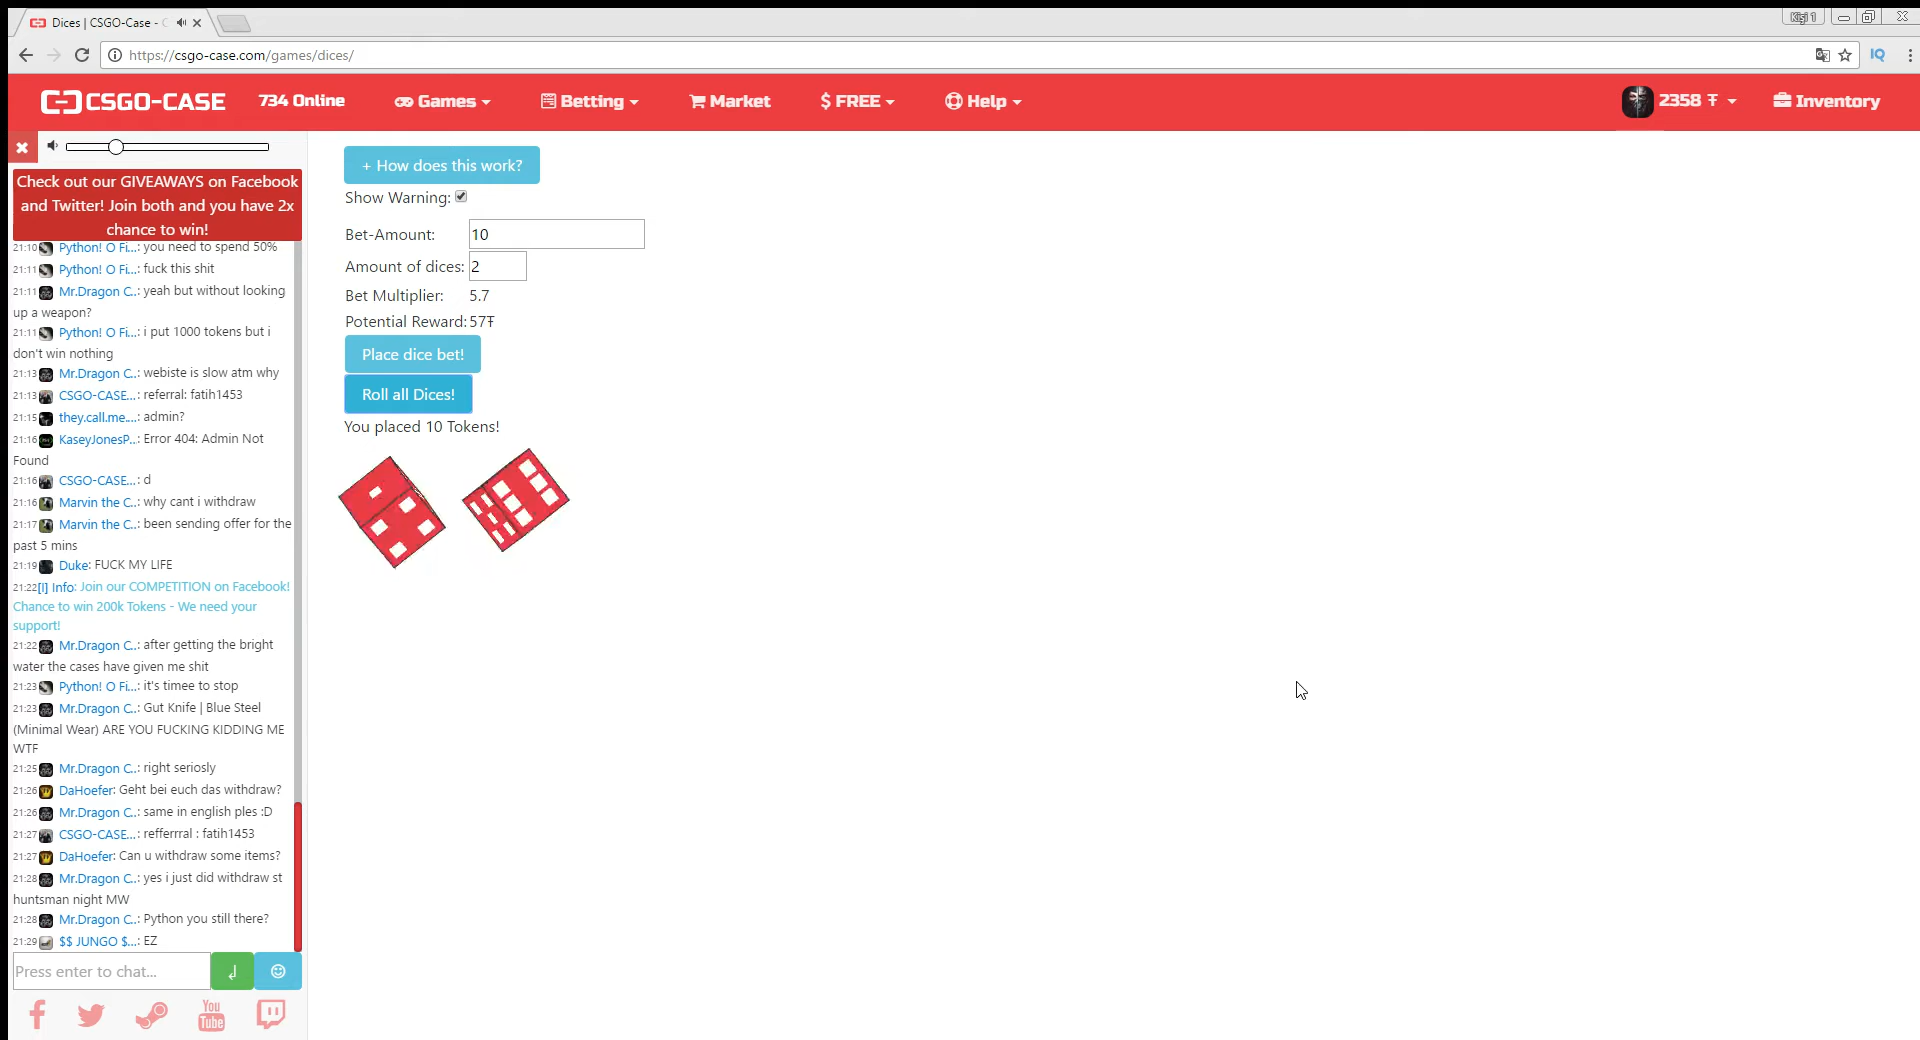 Dices | CSGO-Case -
Kişi 1
https://csgo-case.com/games/dices/
IQ
CSGO-CASE
734 Online
Games
Betting
Market
$ FREE
Help
2358 Ŧ
Inventory
Check out our GIVEAWAYS on Facebook
and Twitter! Join both and you have 2x
chance to win!
21:10 Python! O Fi...: you need to spend 50%
21:11 Python! O Fi...: fuck this shit
21:11 Mr.Dragon C..: yeah but without looking
up a weapon?
21:11 Python! O Fi...: i put 1000 tokens but i
don't win nothing
21:13 Mr.Dragon C..: webiste is slow atm why
21:13 CSGO-CASE...: referral: fatih1453
21:15 they.call.me....: admin?
21:16 KaseyJonesP..: Error 404: Admin Not
Found
21:16 CSGO-CASE...: d
21:16 Marvin the C..: why cant i withdraw
21:17 Marvin the C..: been sending offer for the
past 5 mins
21:19 Duke: FUCK MY LIFE
21:22 [I] Info: Join our COMPETITION on Facebook!
Chance to win 200k Tokens - We need your
support!
21:22 Mr.Dragon C..: after getting the bright
water the cases have given me shit
21:23 Python! O Fi...: it's timee to stop
21:23 Mr.Dragon C..: Gut Knife | Blue Steel
(Minimal Wear) ARE YOU FUCKING KIDDING ME
WTF
21:25 Mr.Dragon C..: right seriosly
21:26 DaHoefer: Geht bei euch das withdraw?
21:26 Mr.Dragon C..: same in english ples :D
21:27 CSGO-CASE...: refferrral : fatih1453
21:27 DaHoefer: Can u withdraw some items?
21:28 Mr.Dragon C..: yes i just did withdraw st
huntsman night MW
21:28 Mr.Dragon C..: Python you still there?
21:29 $$ JUNGO $...: EZ
Press enter to chat...
You
Tube
+ How does this work?
Show Warning:
Bet-Amount: 10
Amount of dices: 2
Bet Multiplier: 5.7
Potential Reward: 57Ŧ
Place dice bet!
Roll all Dices!
You placed 10 Tokens!